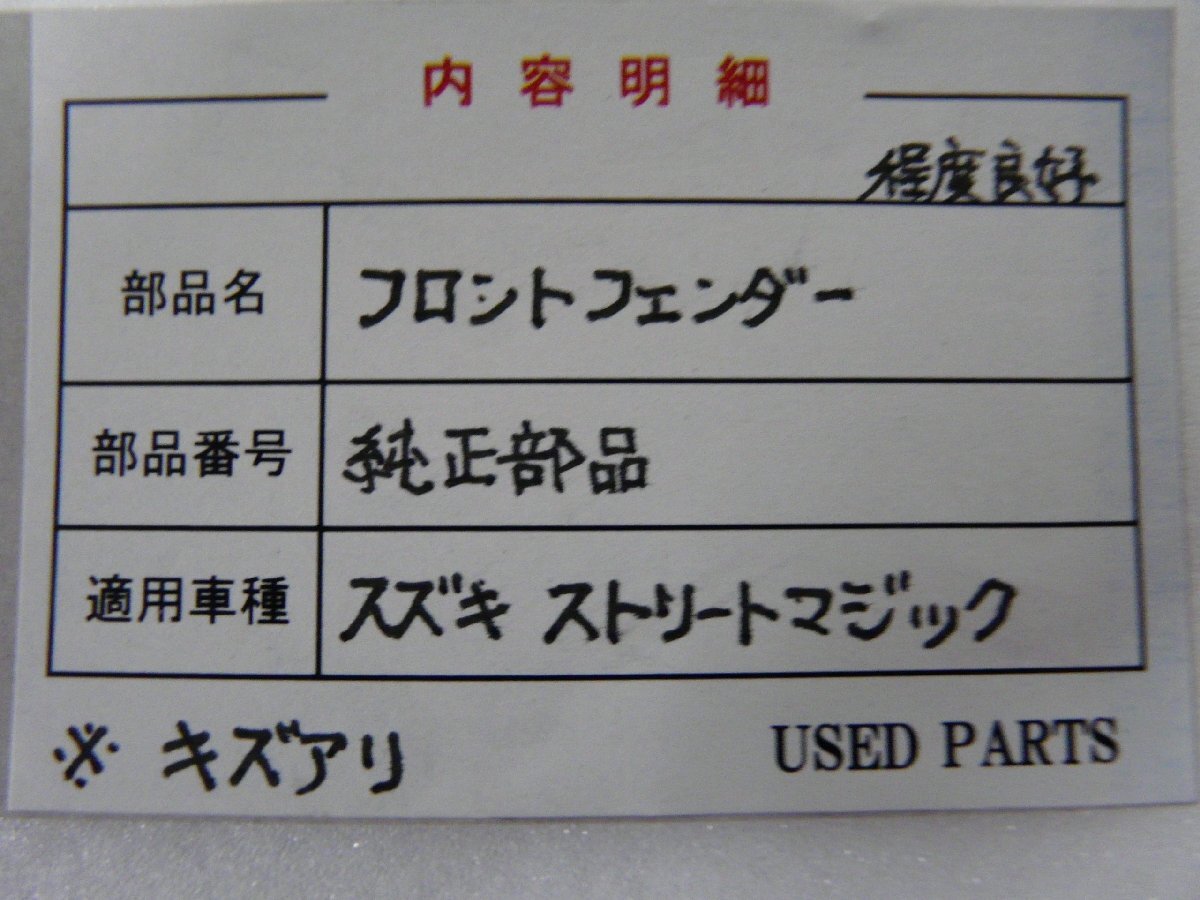 内容明細
程度良好
部品名 フロントフェンダー
部品番号 純正部品
適用車種 スズキ ストリートマジック
※ キズアリ USED PARTS